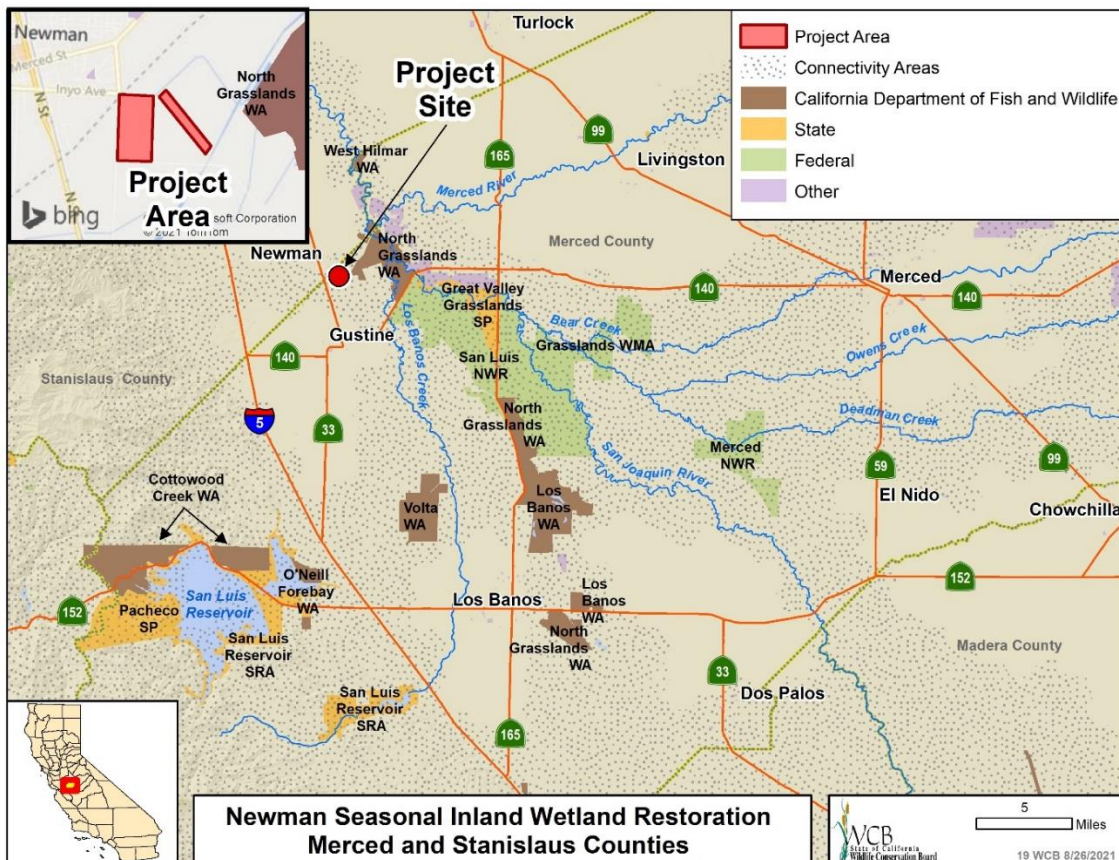 Newman
Merced St
Inyo Ave
N St
North
Grasslands
WA
Project
Area
bing
soft Corporation
© 2021 TomTom
Turlock
Project
Site
99
165
Livingston
West Hilmar
WA
Merced River
Merced County
Newman
North
Grasslands
WA
140
Merced
140
Great Valley
Grasslands
SP
Bear Creek
Grasslands WMA
Owens Creek
Gustine
Los Banos Creek
San Luis
NWR
140
Stanislaus County
5
33
Deadman Creek
North
Grasslands
WA
Merced
NWR
San Joaquin River
59
99
El Nido
Chowchilla
Cottowood
Creek WA
Volta
WA
Los
Banos
WA
O'Neill
Forebay
WA
San Luis
Reservoir
152
Pacheco
SP
San Luis
Reservoir
SRA
Los Banos
Los
Banos
WA
North
Grasslands
WA
152
Madera County
33
Dos Palos
San Luis
Reservoir
SRA
165
Project Area
Connectivity Areas
California Department of Fish and Wildlife
State
Federal
Other
Newman Seasonal Inland Wetland Restoration
Merced and Stanislaus Counties
WCB
State of California
Wildlife Conservation Board
5
Miles
19 WCB 8/26/2021